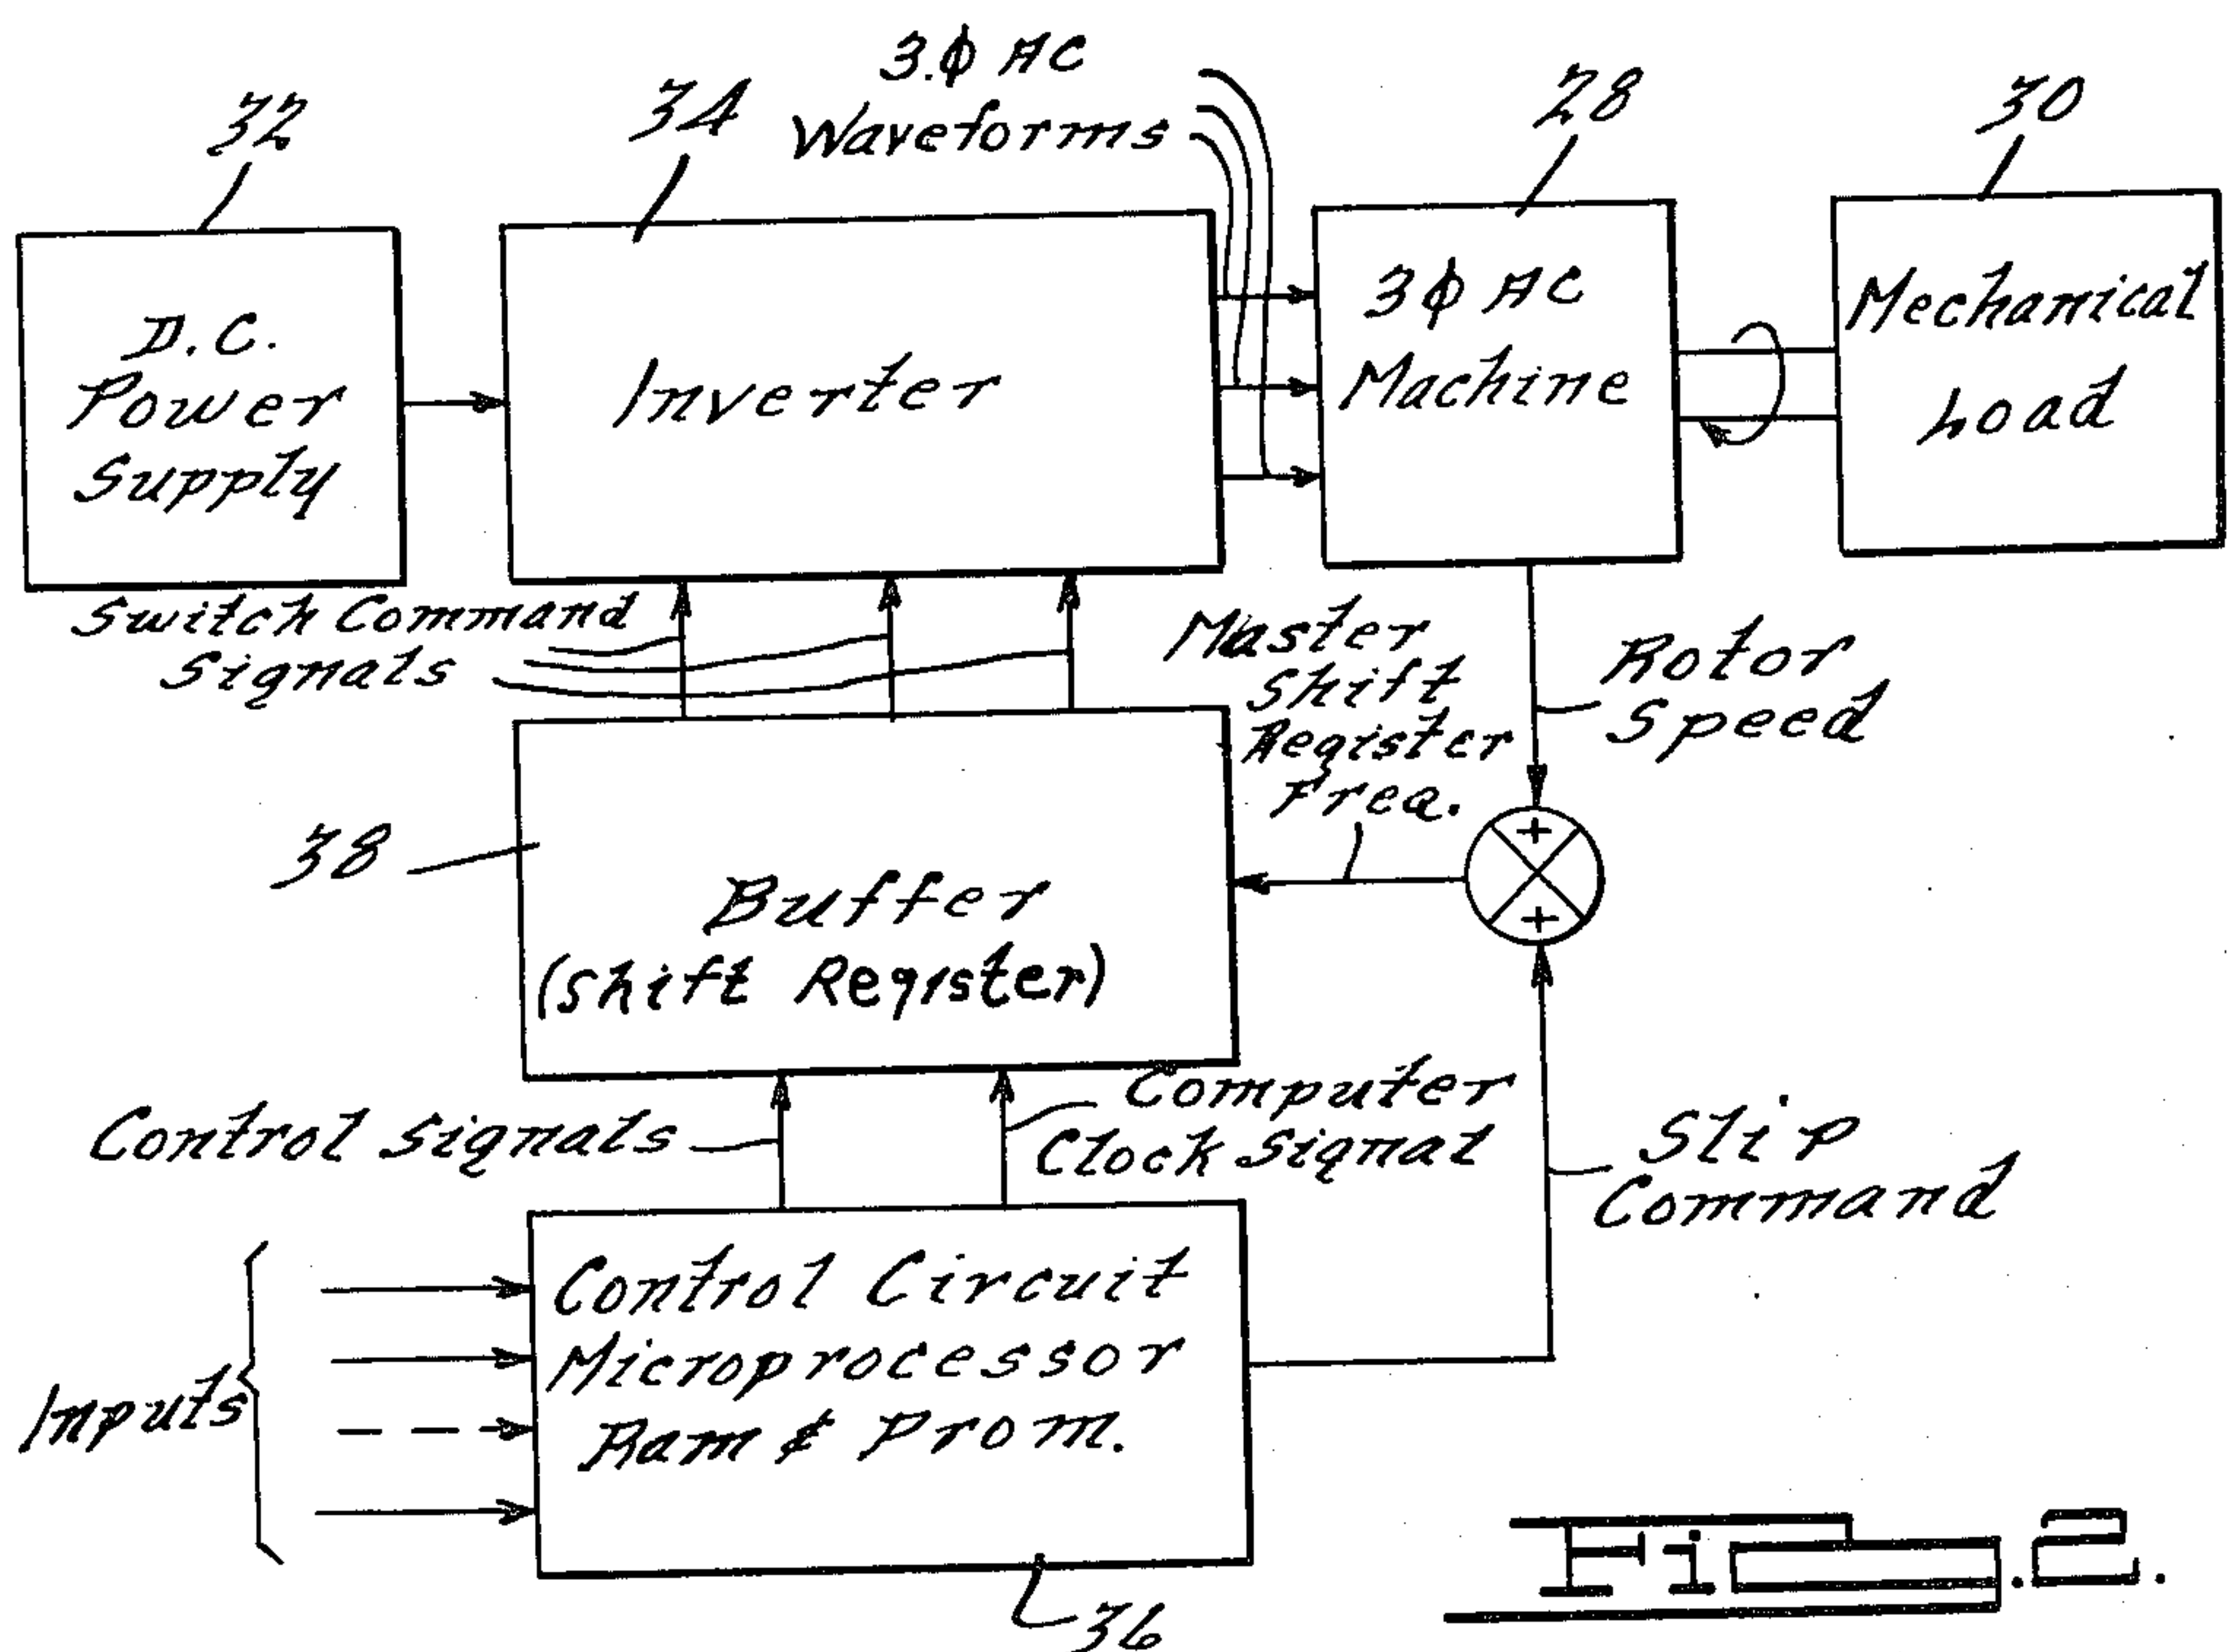 32
34
3.φ AC
Waveforms
28
30
D.C.
Power
Supply
Inverter
3φ AC
Machine
Mechanical
Load
Switch Command
Signals
Master
Shift
Register
Freq.
Rotor
Speed
38
Buffer
(Shift Register)
+
+
Control Signals
Computer
Clock Signal
Slip
Command
Inputs
Control Circuit
Microprocessor
Ram & Prom.
36
Fig.2.